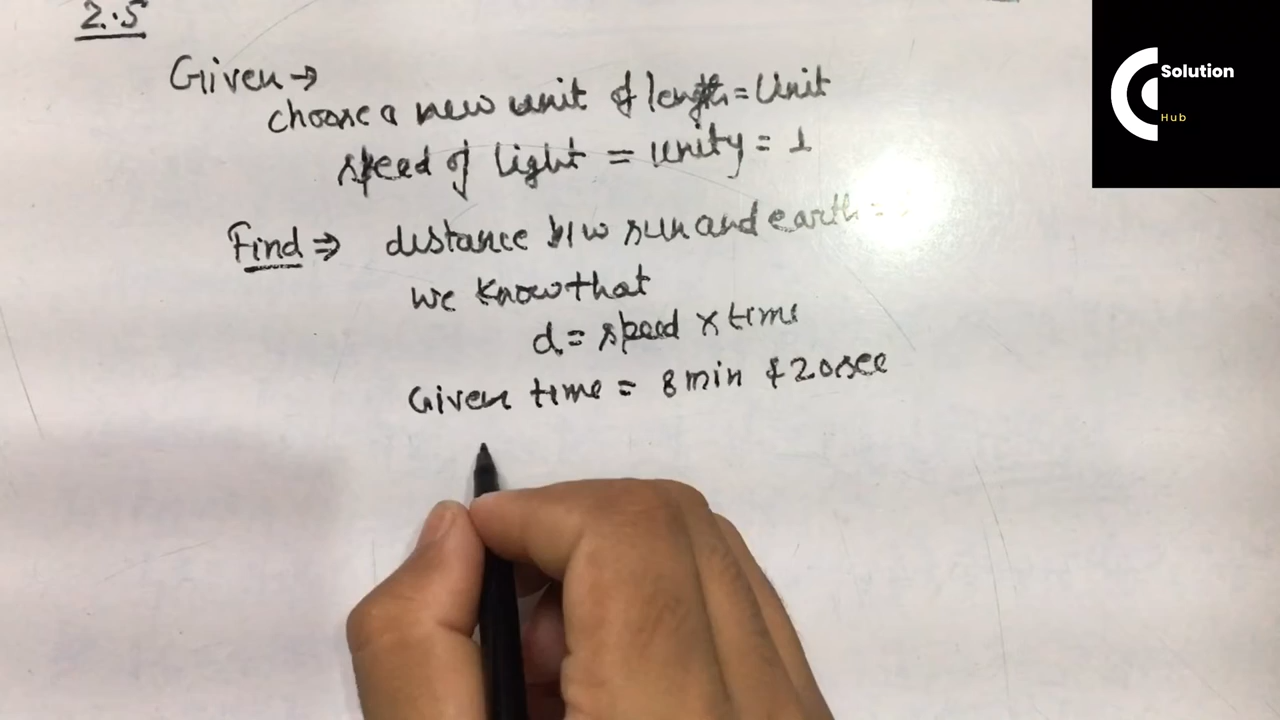 2.5
Given →
choose a new unit of length = Unit
speed of light = unity = 1
Find ⇒ distance b/w sun and earth =
we know that
d = speed × time
Given time = 8 min & 20 sec
Solution
Hub